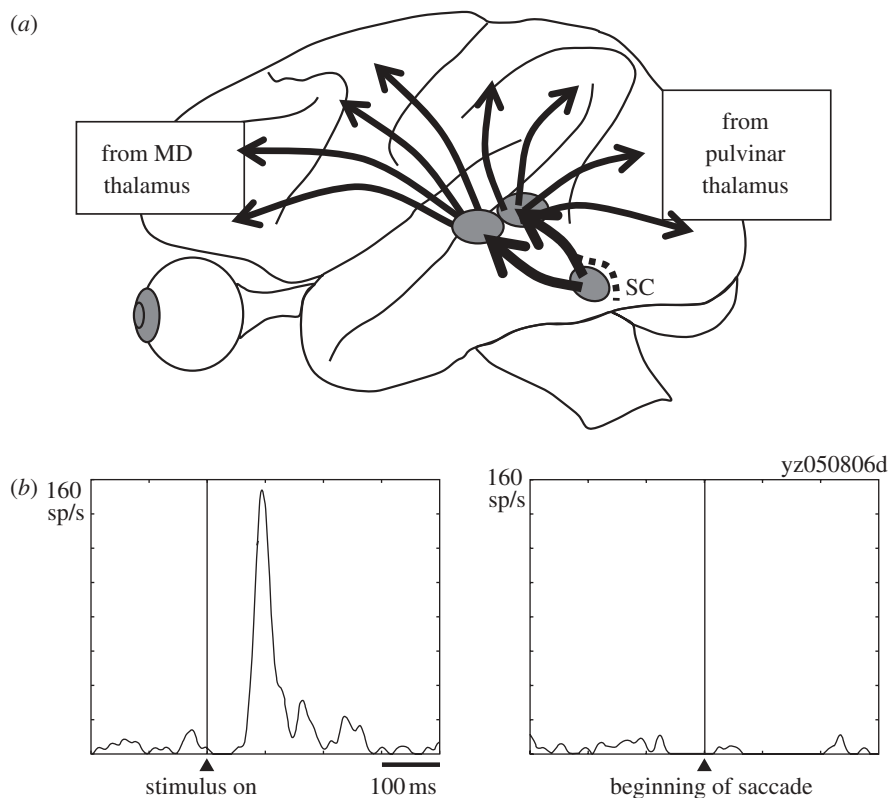 (a)
from MD
thalamus
from
pulvinar
thalamus
SC
(b)
160
sp/s
stimulus on
100 ms
yz050806d
160
sp/s
beginning of saccade